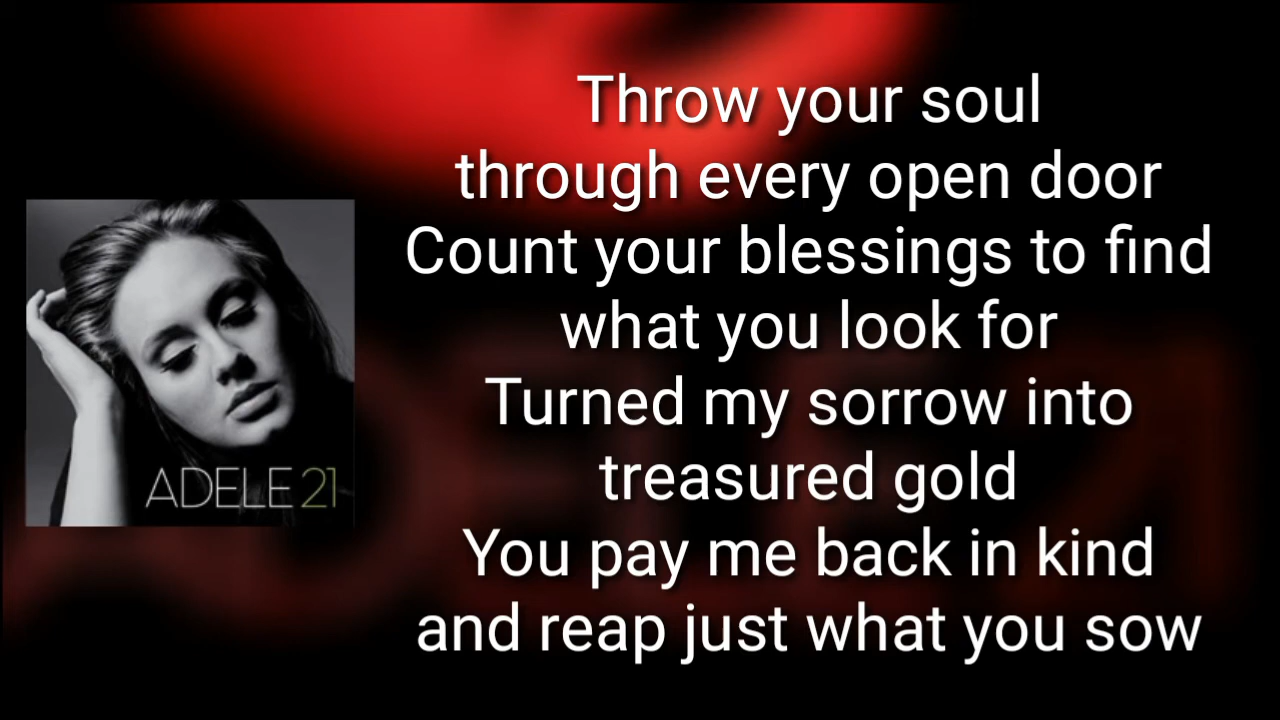 Throw your soul
through every open door
Count your blessings to find
what you look for
Turned my sorrow into
treasured gold
You pay me back in kind
and reap just what you sow
ADELE 21